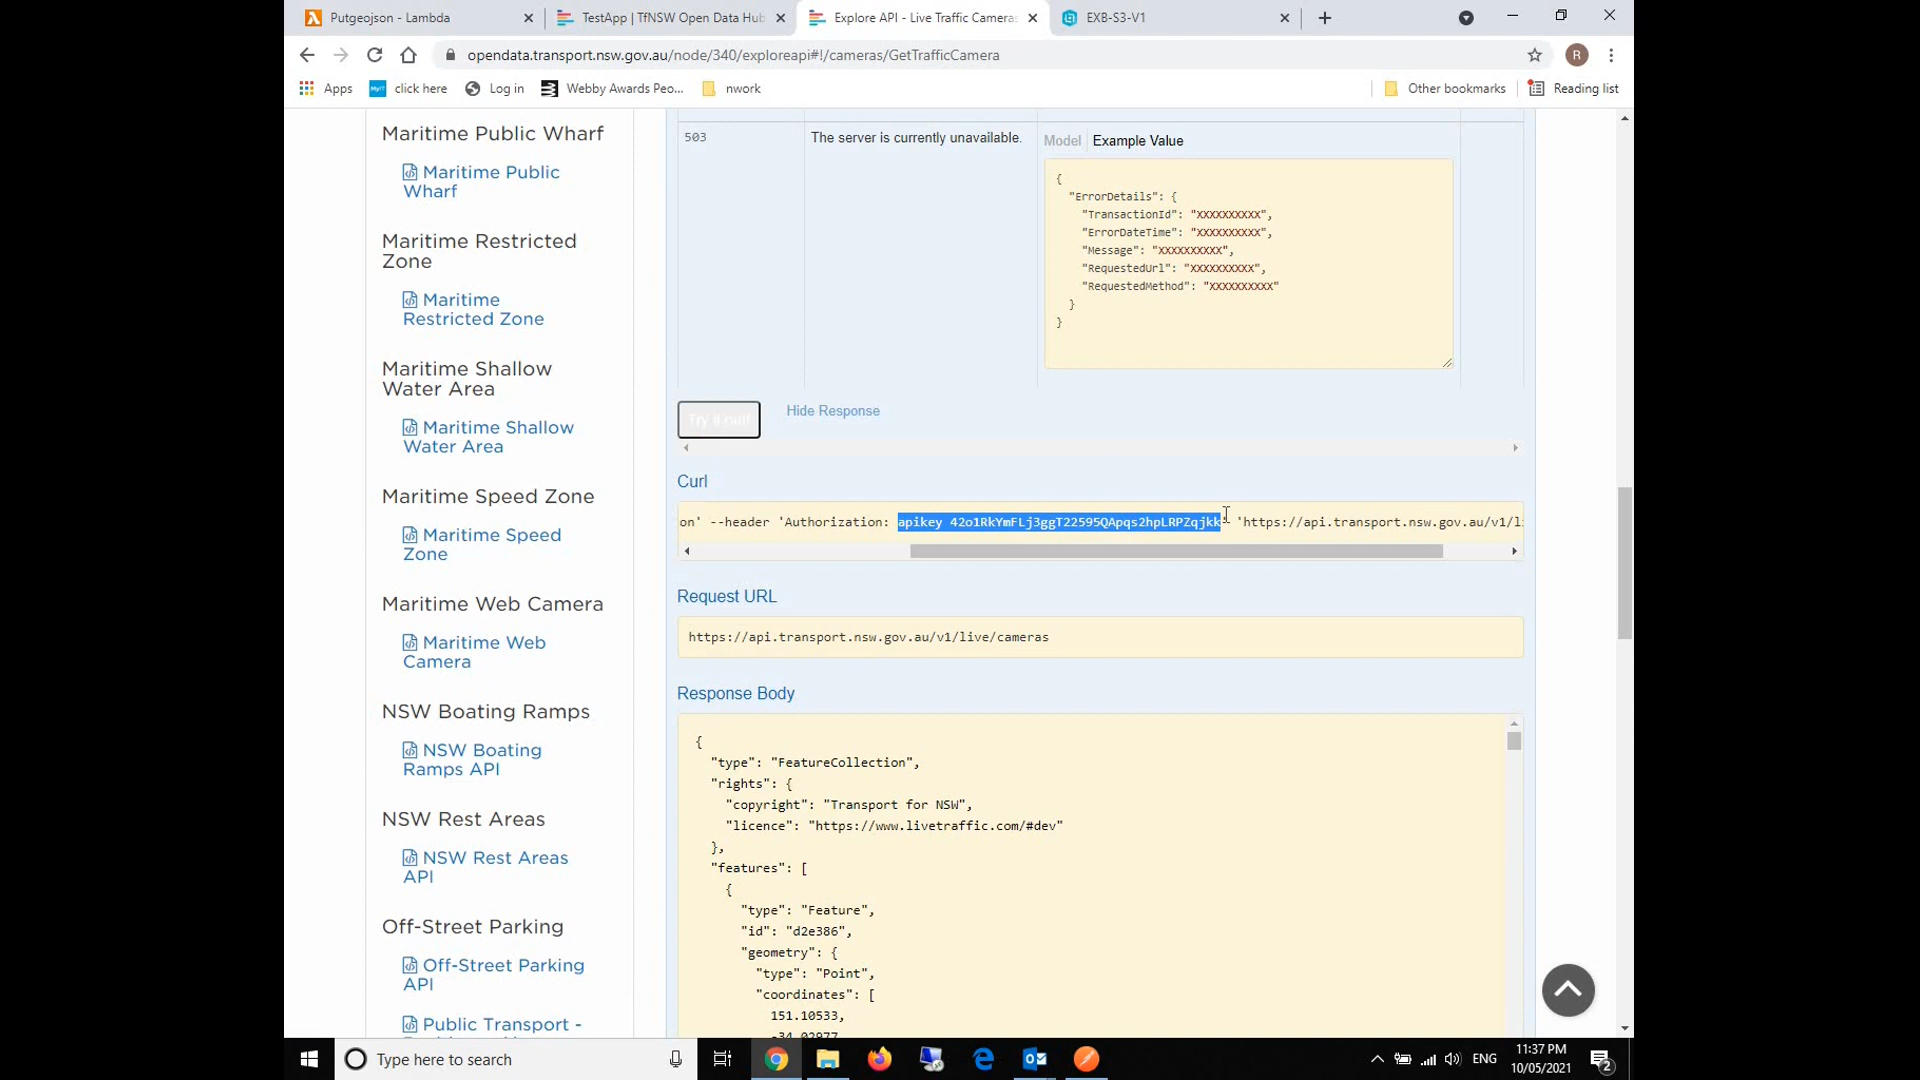 Putgeojson - Lambda
TestApp | TfNSW Open Data Hub
Explore API - Live Traffic Cameras
EXB-S3-V1
opendata.transport.nsw.gov.au/node/340/exploreapi#!/cameras/GetTrafficCamera
R
Apps
click here
Log in
Webby Awards Peo...
nwork
Other bookmarks
Reading list
Maritime Public Wharf
Maritime Public
Wharf
Maritime Restricted
Zone
Maritime
Restricted Zone
Maritime Shallow
Water Area
Maritime Shallow
Water Area
Maritime Speed Zone
Maritime Speed
Zone
Maritime Web Camera
Maritime Web
Camera
NSW Boating Ramps
NSW Boating
Ramps API
NSW Rest Areas
NSW Rest Areas
API
Off-Street Parking
Off-Street Parking
API
Public Transport -
503
The server is currently unavailable.
Model Example Value
{
"ErrorDetails": {
"TransactionId": "XXXXXXXXXX",
"ErrorDateTime": "XXXXXXXXXX",
"Message": "XXXXXXXXXX",
"RequestedUrl": "XXXXXXXXXX",
"RequestedMethod": "XXXXXXXXXX"
}
}
Try it out!
Hide Response
Curl
on' --header 'Authorization: apikey 42o1RkYmFLj3ggT22595QApqs2hpLRPZqjkk' 'https://api.transport.nsw.gov.au/v1/li
Request URL
https://api.transport.nsw.gov.au/v1/live/cameras
Response Body
{
"type": "FeatureCollection",
"rights": {
"copyright": "Transport for NSW",
"licence": "https://www.livetraffic.com/#dev"
},
"features": [
{
"type": "Feature",
"id": "d2e386",
"geometry": {
"type": "Point",
"coordinates": [
151.10533,
-34.02977
Type here to search
ENG
11:37 PM
10/05/2021
2